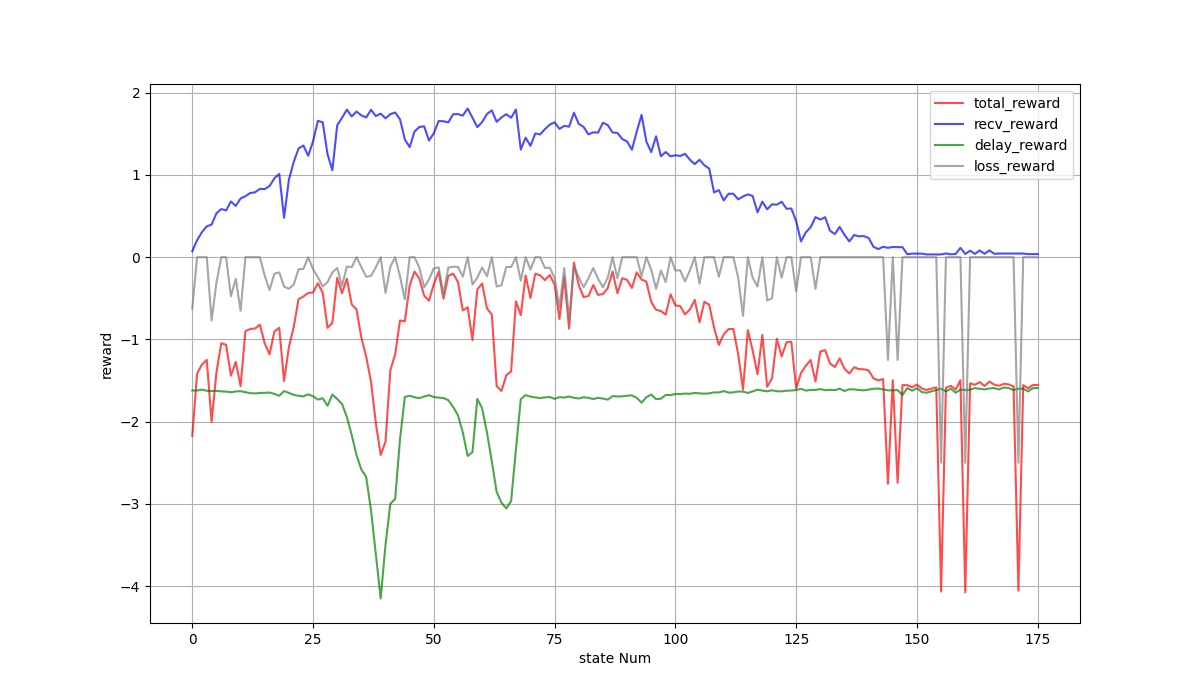 2
1
0
−1
−2
−3
−4
reward
0 25 50 75 100 125 150 175
state Num
total_reward
recv_reward
delay_reward
loss_reward